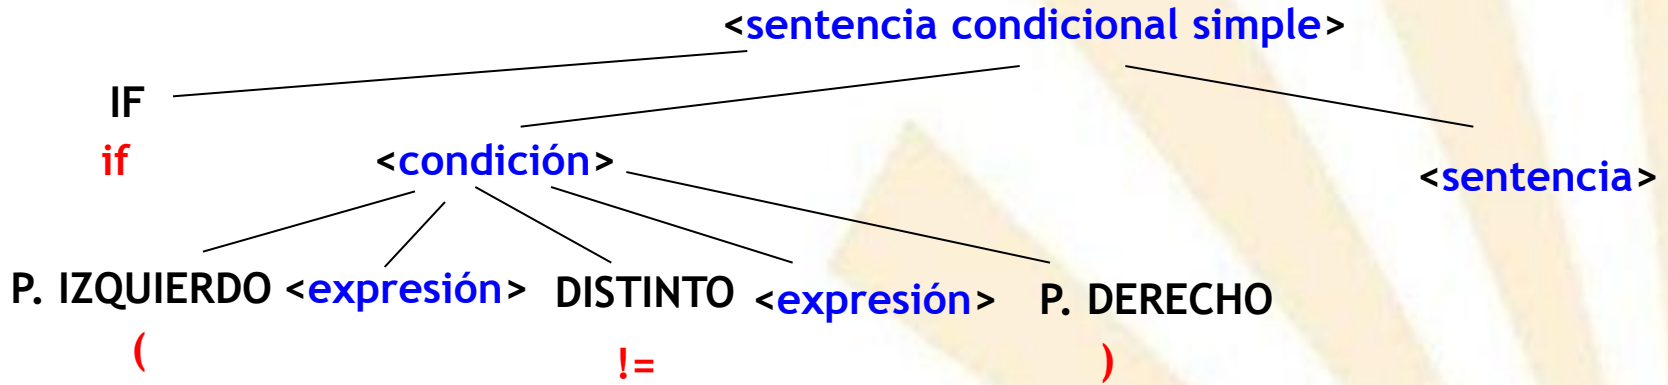 <sentencia condicional simple>
IF
if
<condición>
<sentencia>
P. IZQUIERDO <expresión> DISTINTO <expresión> P. DERECHO
( != )